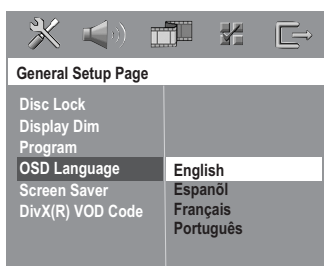 General Setup Page
Disc Lock
Display Dim
Program
OSD Language
Screen Saver
DivX(R) VOD Code
English
Espanõl
Français
Português